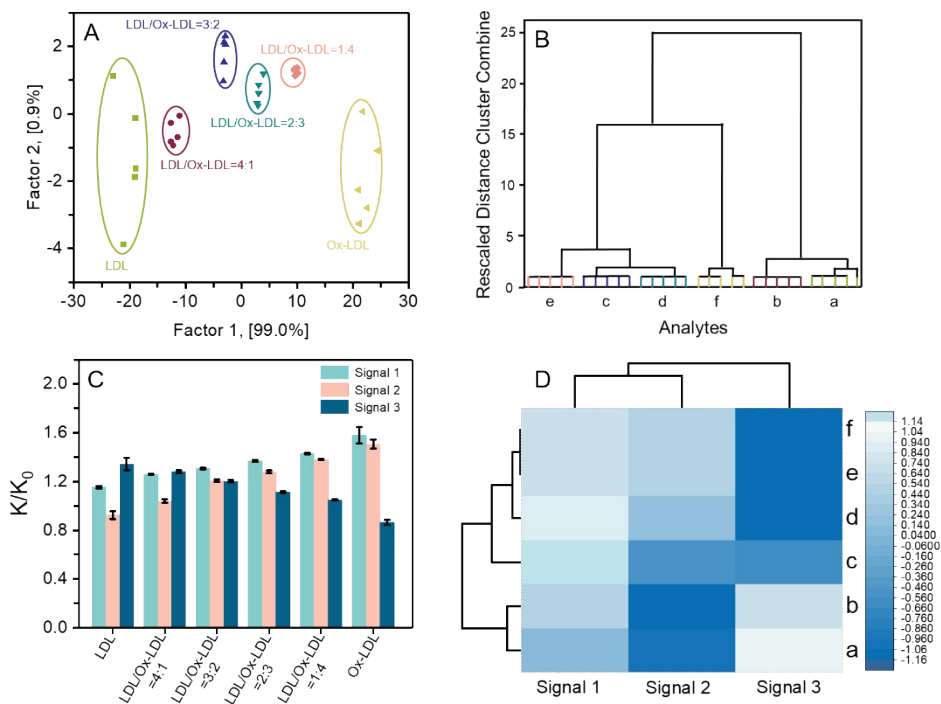 A
LDL/Ox-LDL=3:2
LDL/Ox-LDL=1:4
LDL/Ox-LDL=2:3
LDL/Ox-LDL=4:1
LDL
Ox-LDL
2
0
-2
-4
Factor 2, [0.9%]
-30 -20 -10 0 10 20 30
Factor 1, [99.0%]
B
Rescaled Distance Cluster Combine
25
20
15
10
5
0
e c d f b a
Analytes
C
Signal 1
Signal 2
Signal 3
K/K0
2.0
1.6
1.2
0.8
0.4
0.0
LDL
LDL/Ox-LDL
=4:1
LDL/Ox-LDL
=3:2
LDL/Ox-LDL
=2:3
LDL/Ox-LDL
=1:4
Ox-LDL
D
f
e
d
c
b
a
Signal 1 Signal 2 Signal 3
1.14
1.04
0.940
0.840
0.740
0.640
0.540
0.440
0.340
0.240
0.140
0.0400
-0.0600
-0.160
-0.260
-0.360
-0.460
-0.560
-0.660
-0.760
-0.860
-0.960
-1.06
-1.16